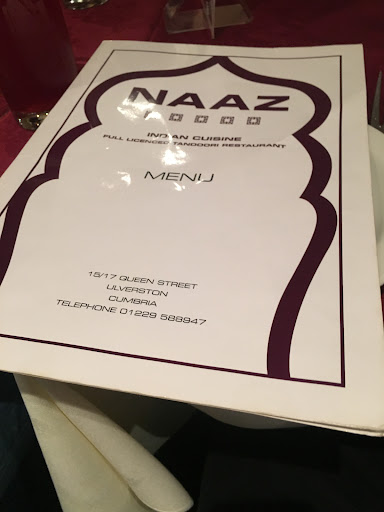 NAAZ
INDIAN CUISINE
FULL LICENCED TANDOORI RESTAURANT
MENU
15/17 QUEEN STREET
ULVERSTON
CUMBRIA
TELEPHONE 01229 588947